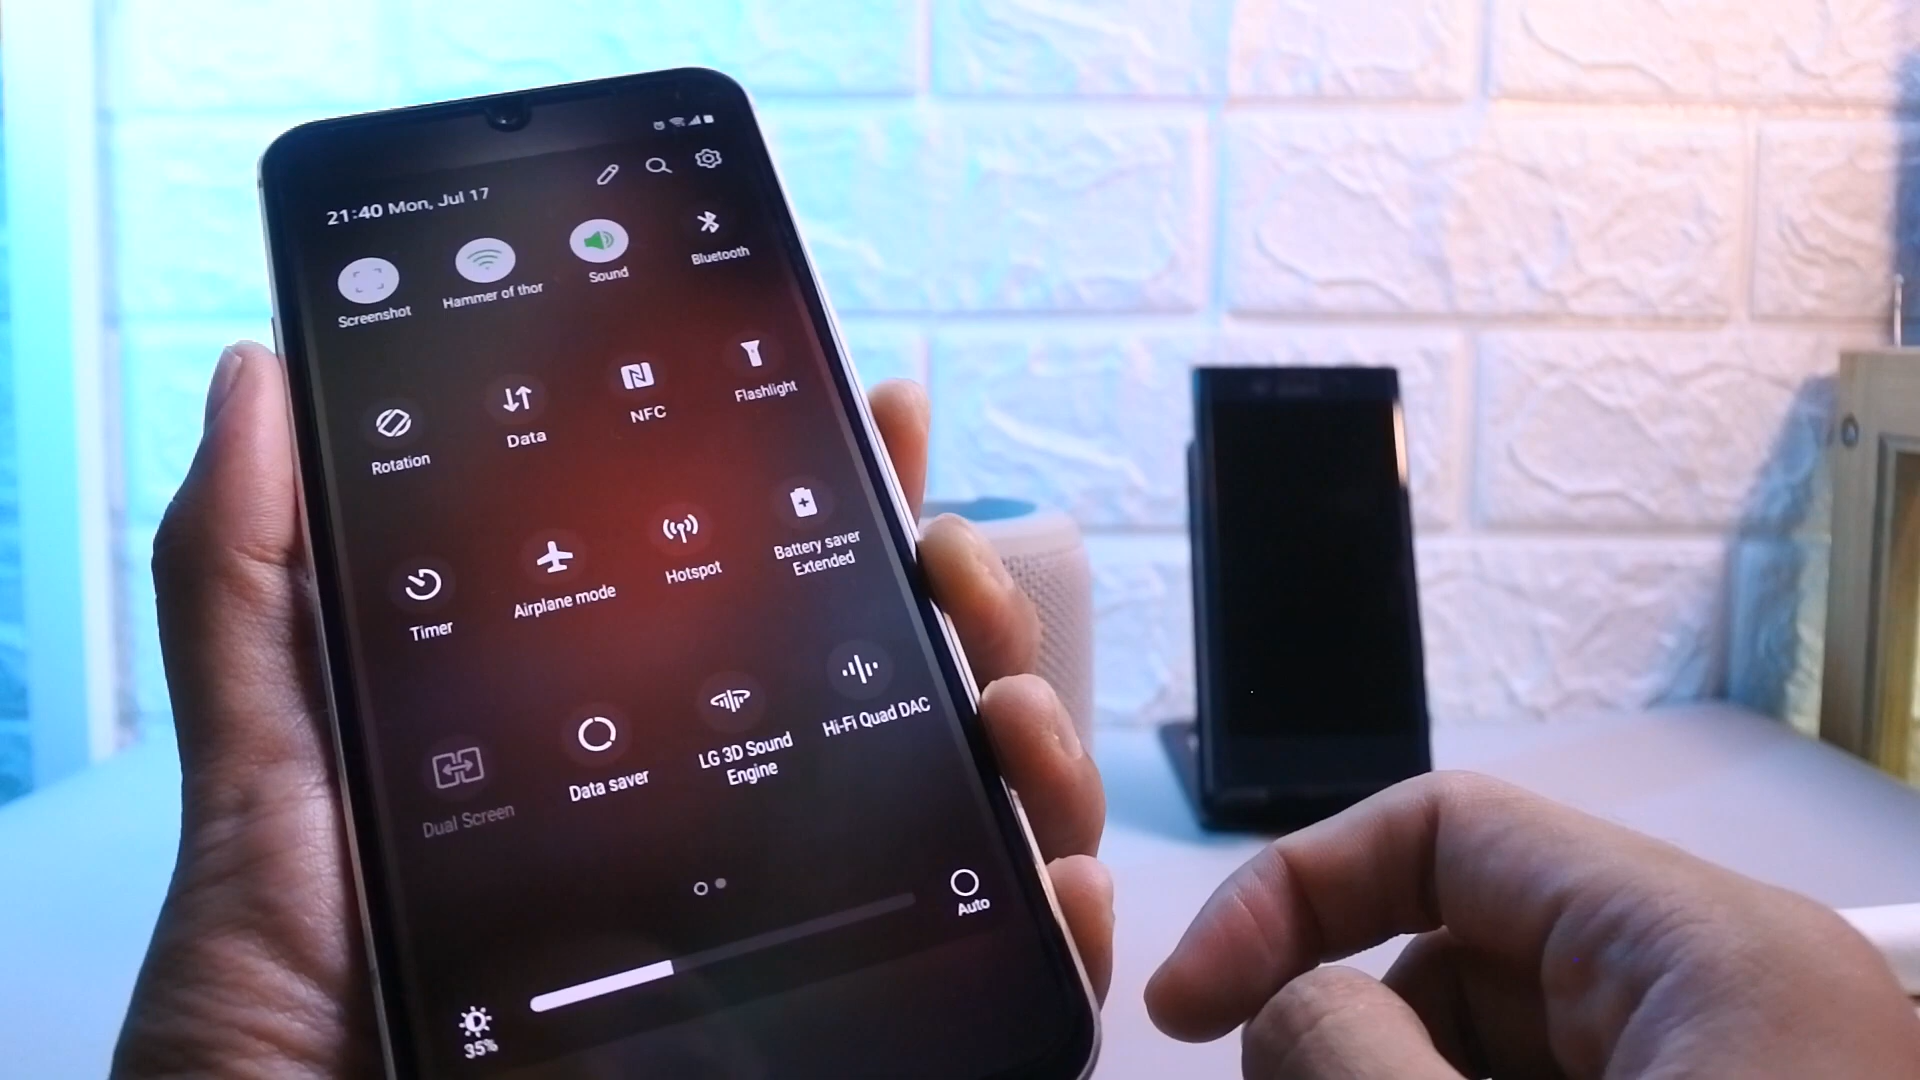 21:40 Mon, Jul 17
Screenshot
Hammer of thor
Sound
Bluetooth
Rotation
Data
NFC
Flashlight
Timer
Airplane mode
Hotspot
Battery saver
Extended
Dual Screen
Data saver
LG 3D Sound
Engine
Hi-Fi Quad DAC
Auto
35%